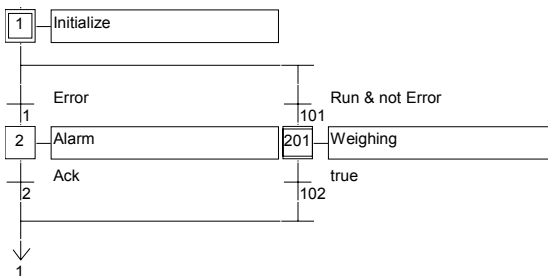 1 Initialize
Error Run & not Error
1 101
2 Alarm 201 Weighing
Ack true
2 102
1